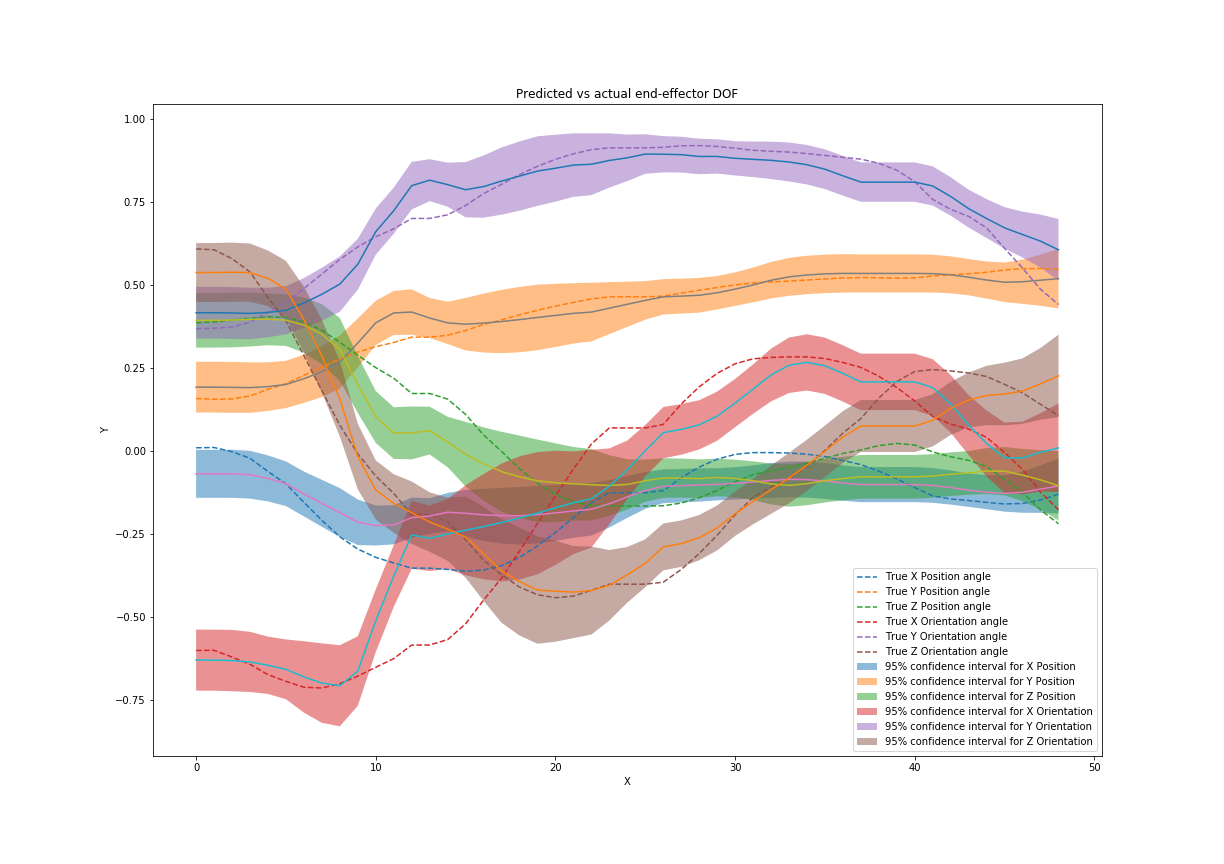 Predicted vs actual end-effector DOF
1.00
0.75
0.50
0.25
0.00
−0.25
−0.50
−0.75
Y
0 10 20 30 40 50
X
True X Position angle
True Y Position angle
True Z Position angle
True X Orientation angle
True Y Orientation angle
True Z Orientation angle
95% confidence interval for X Position
95% confidence interval for Y Position
95% confidence interval for Z Position
95% confidence interval for X Orientation
95% confidence interval for Y Orientation
95% confidence interval for Z Orientation